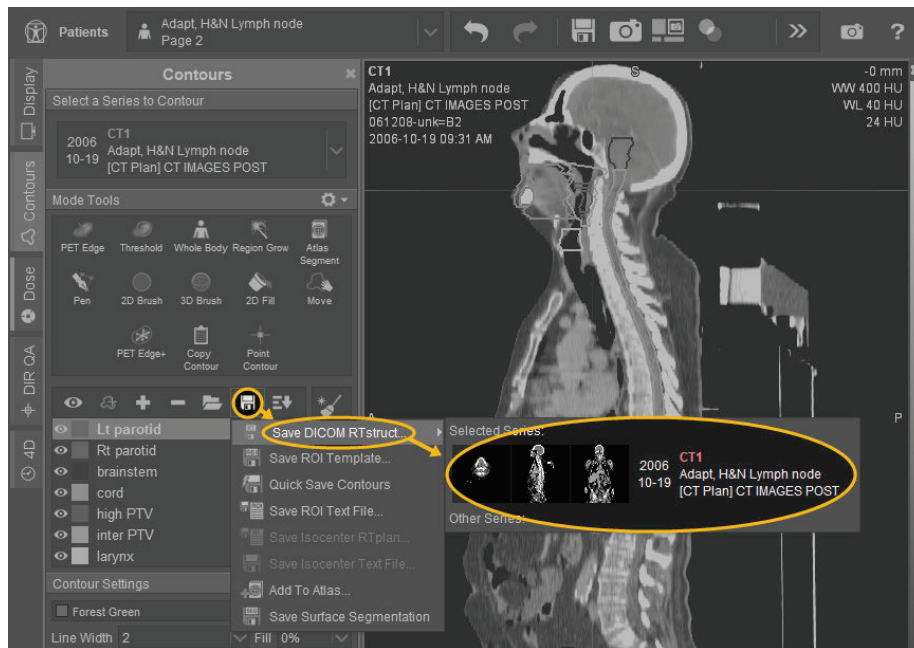 Patients
Adapt, H&N Lymph node
Page 2
?
Display
Contours
Dose
DIR QA
4D
Contours
Select a Series to Contour
2006
10-19
CT1
Adapt, H&N Lymph node
[CT Plan] CT IMAGES POST
Mode Tools
PET Edge
Threshold
Whole Body
Region Grow
Atlas
Segment
Pen
2D Brush
3D Brush
2D Fill
Move
PET Edge+
Copy
Contour
Point
Contour
Lt parotid
Rt parotid
brainstem
cord
high PTV
inter PTV
larynx
Contour Settings
Forest Green
Line Width 2
Fill 0%
Save DICOM RTstruct...
Save ROI Template...
Quick Save Contours
Save ROI Text File...
Save Isocenter RTplan...
Save Isocenter Text File...
Add To Atlas...
Save Surface Segmentation
Selected Series:
2006
10-19
CT1
Adapt, H&N Lymph node
[CT Plan] CT IMAGES POST
Other Series:
CT1
Adapt, H&N Lymph node
[CT Plan] CT IMAGES POST
061208-unk=B2
2006-10-19 09:31 AM
S
-0 mm
WW 400 HU
WL 40 HU
24 HU
A
P